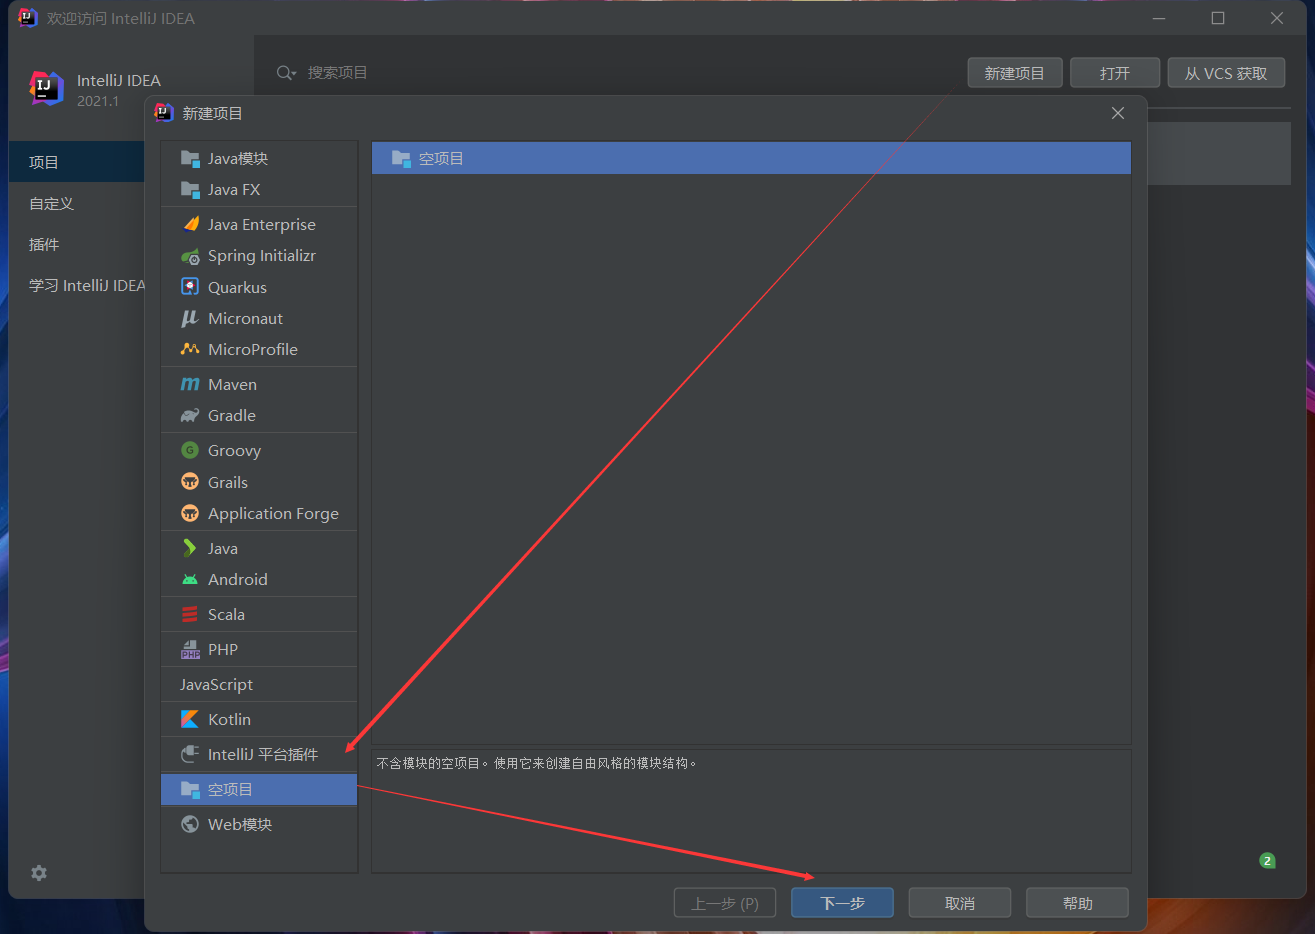 欢迎访问 IntelliJ IDEA
IntelliJ IDEA
2021.1
搜索项目
新建项目
打开
从 VCS 获取
项目
自定义
插件
学习 IntelliJ IDEA
新建项目
Java模块
Java FX
Java Enterprise
Spring Initializr
Quarkus
Micronaut
MicroProfile
Maven
Gradle
Groovy
Grails
Application Forge
Java
Android
Scala
PHP
JavaScript
Kotlin
IntelliJ 平台插件
空项目
Web模块
空项目
不含模块的空项目。使用它来创建自由风格的模块结构。
上一步 (P)
下一步
取消
帮助
2